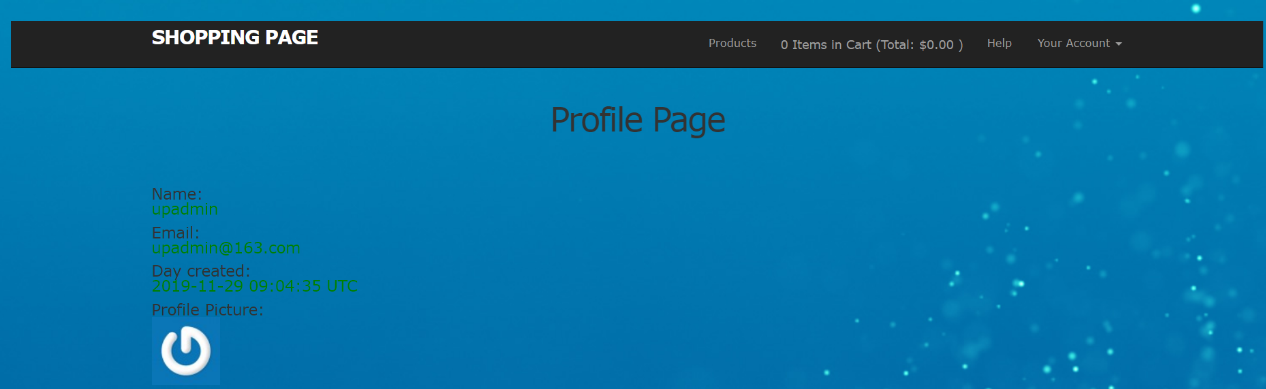 SHOPPING PAGE
Products
0 Items in Cart (Total: $0.00 )
Help
Your Account
Profile Page
Name:
upadmin
Email:
upadmin@163.com
Day created:
2019-11-29 09:04:35 UTC
Profile Picture: